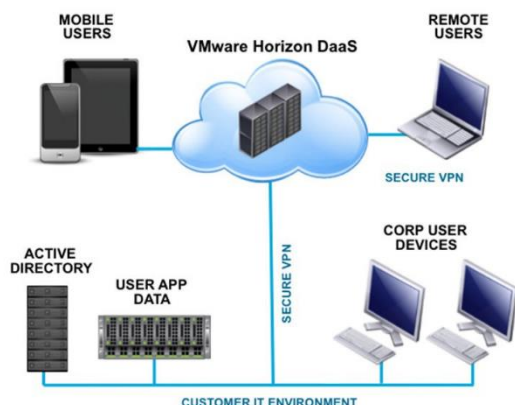 MOBILE
USERS
VMware Horizon DaaS
REMOTE
USERS
SECURE VPN
ACTIVE
DIRECTORY
USER APP
DATA
SECURE VPN
CORP USER
DEVICES
CUSTOMER IT ENVIRONMENT